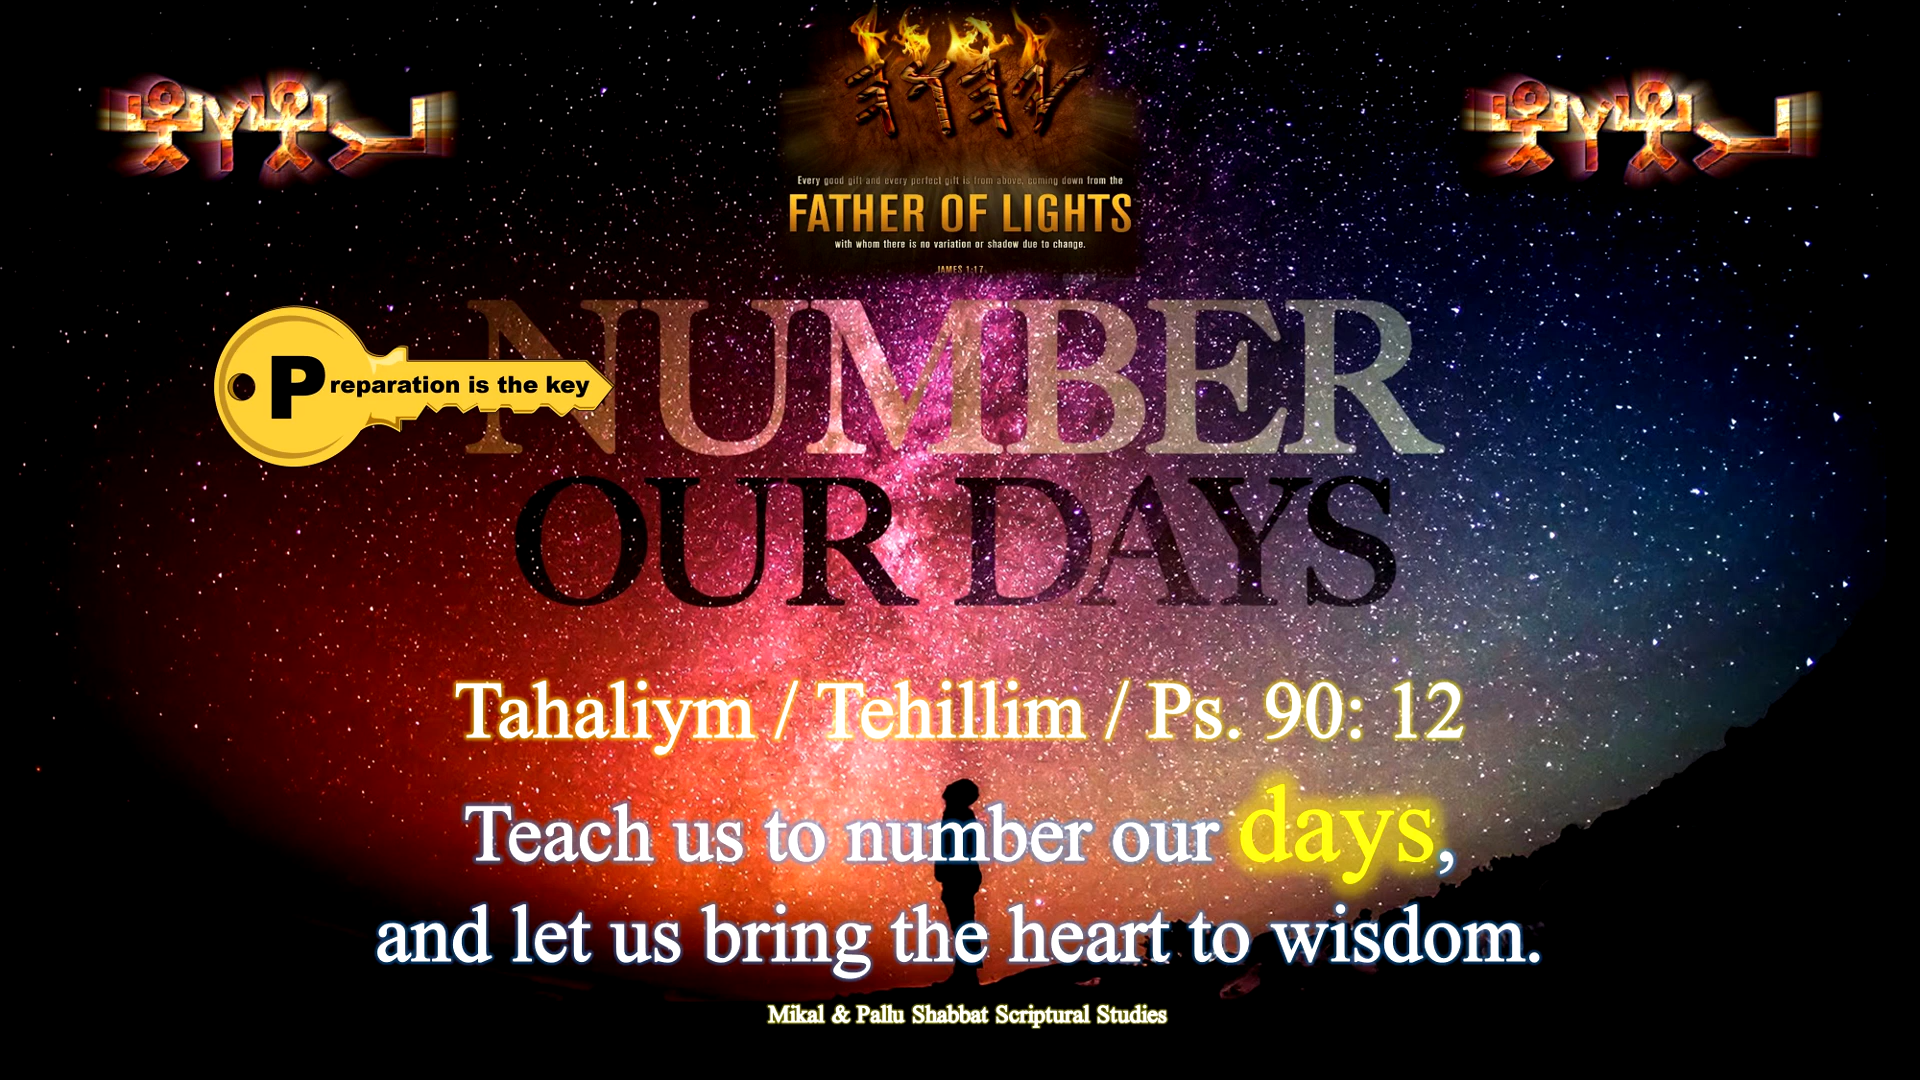 𐤉𐤄𐤅𐤄
Every good gift and every perfect gift is from above, coming down from the
FATHER OF LIGHTS
with whom there is no variation or shadow due to change.
JAMES 1:17
Preparation is the key
NUMBER
OUR DAYS
Tahaliym / Tehillim / Ps. 90: 12
Teach us to number our days,
and let us bring the heart to wisdom.
Mikal & Pallu Shabbat Scriptural Studies